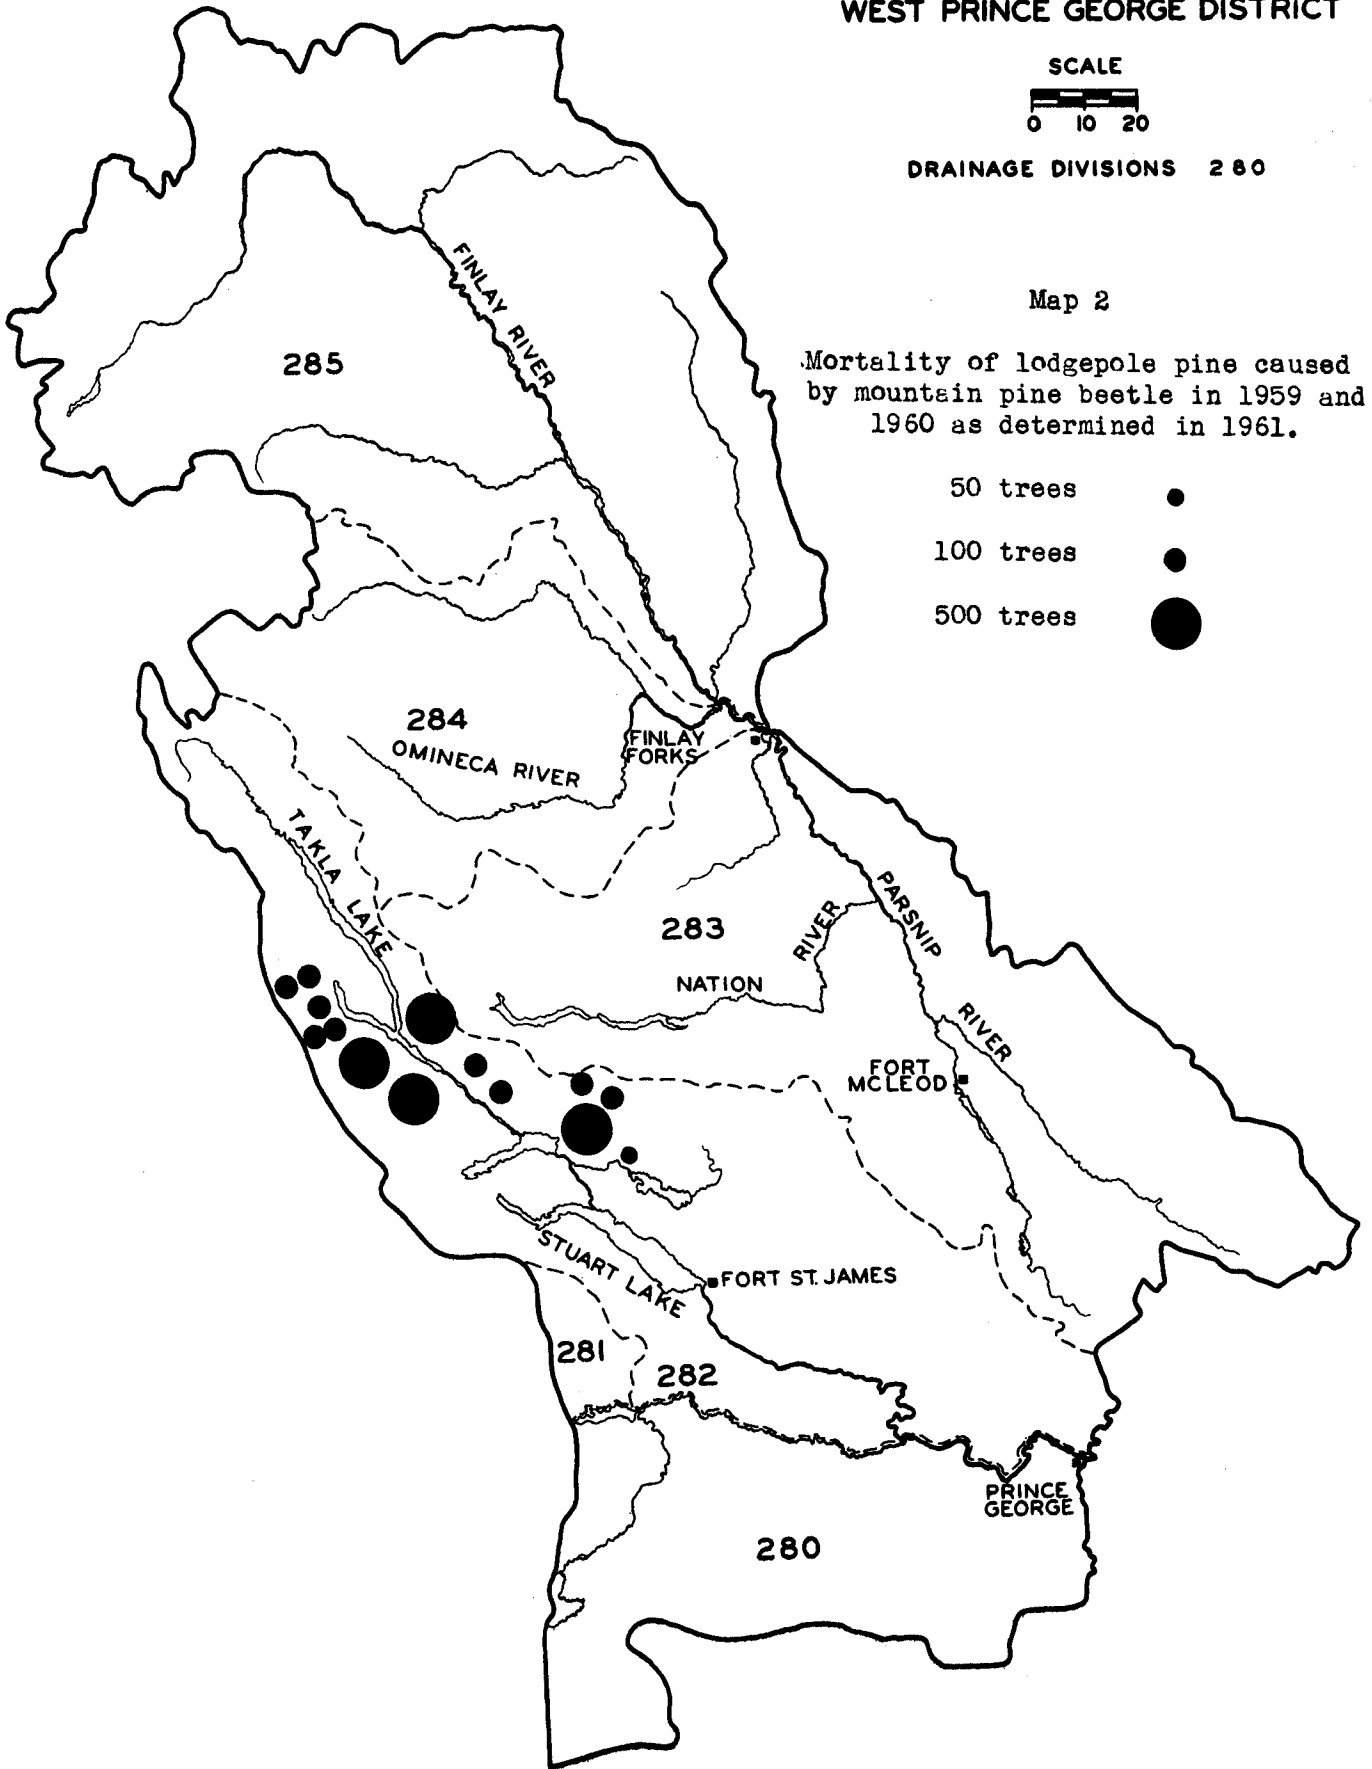 WEST PRINCE GEORGE DISTRICT
SCALE
0 10 20
DRAINAGE DIVISIONS 280
Map 2
Mortality of lodgepole pine caused
by mountain pine beetle in 1959 and
1960 as determined in 1961.
50 trees
100 trees
500 trees
FINLAY RIVER
285
284
OMINECA RIVER
FINLAY
FORKS
TAKLA LAKE
283
NATION RIVER
PARSNIP RIVER
FORT
MCLEOD
STUART LAKE
FORT ST. JAMES
281
282
PRINCE
GEORGE
280